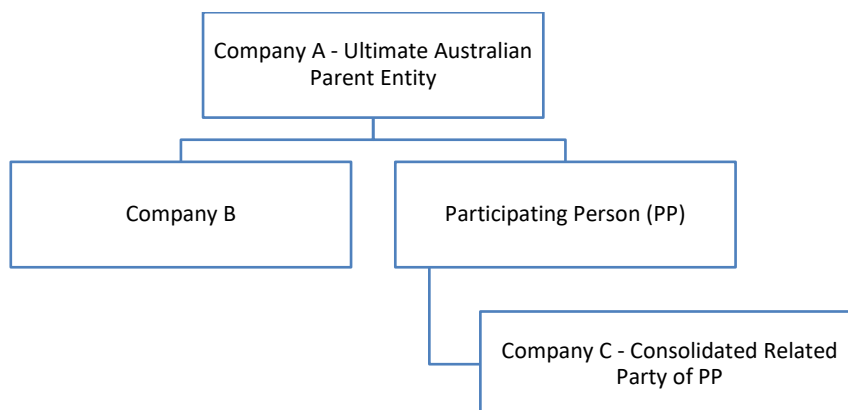 Company A - Ultimate Australian
Parent Entity
Company B
Participating Person (PP)
Company C - Consolidated Related
Party of PP